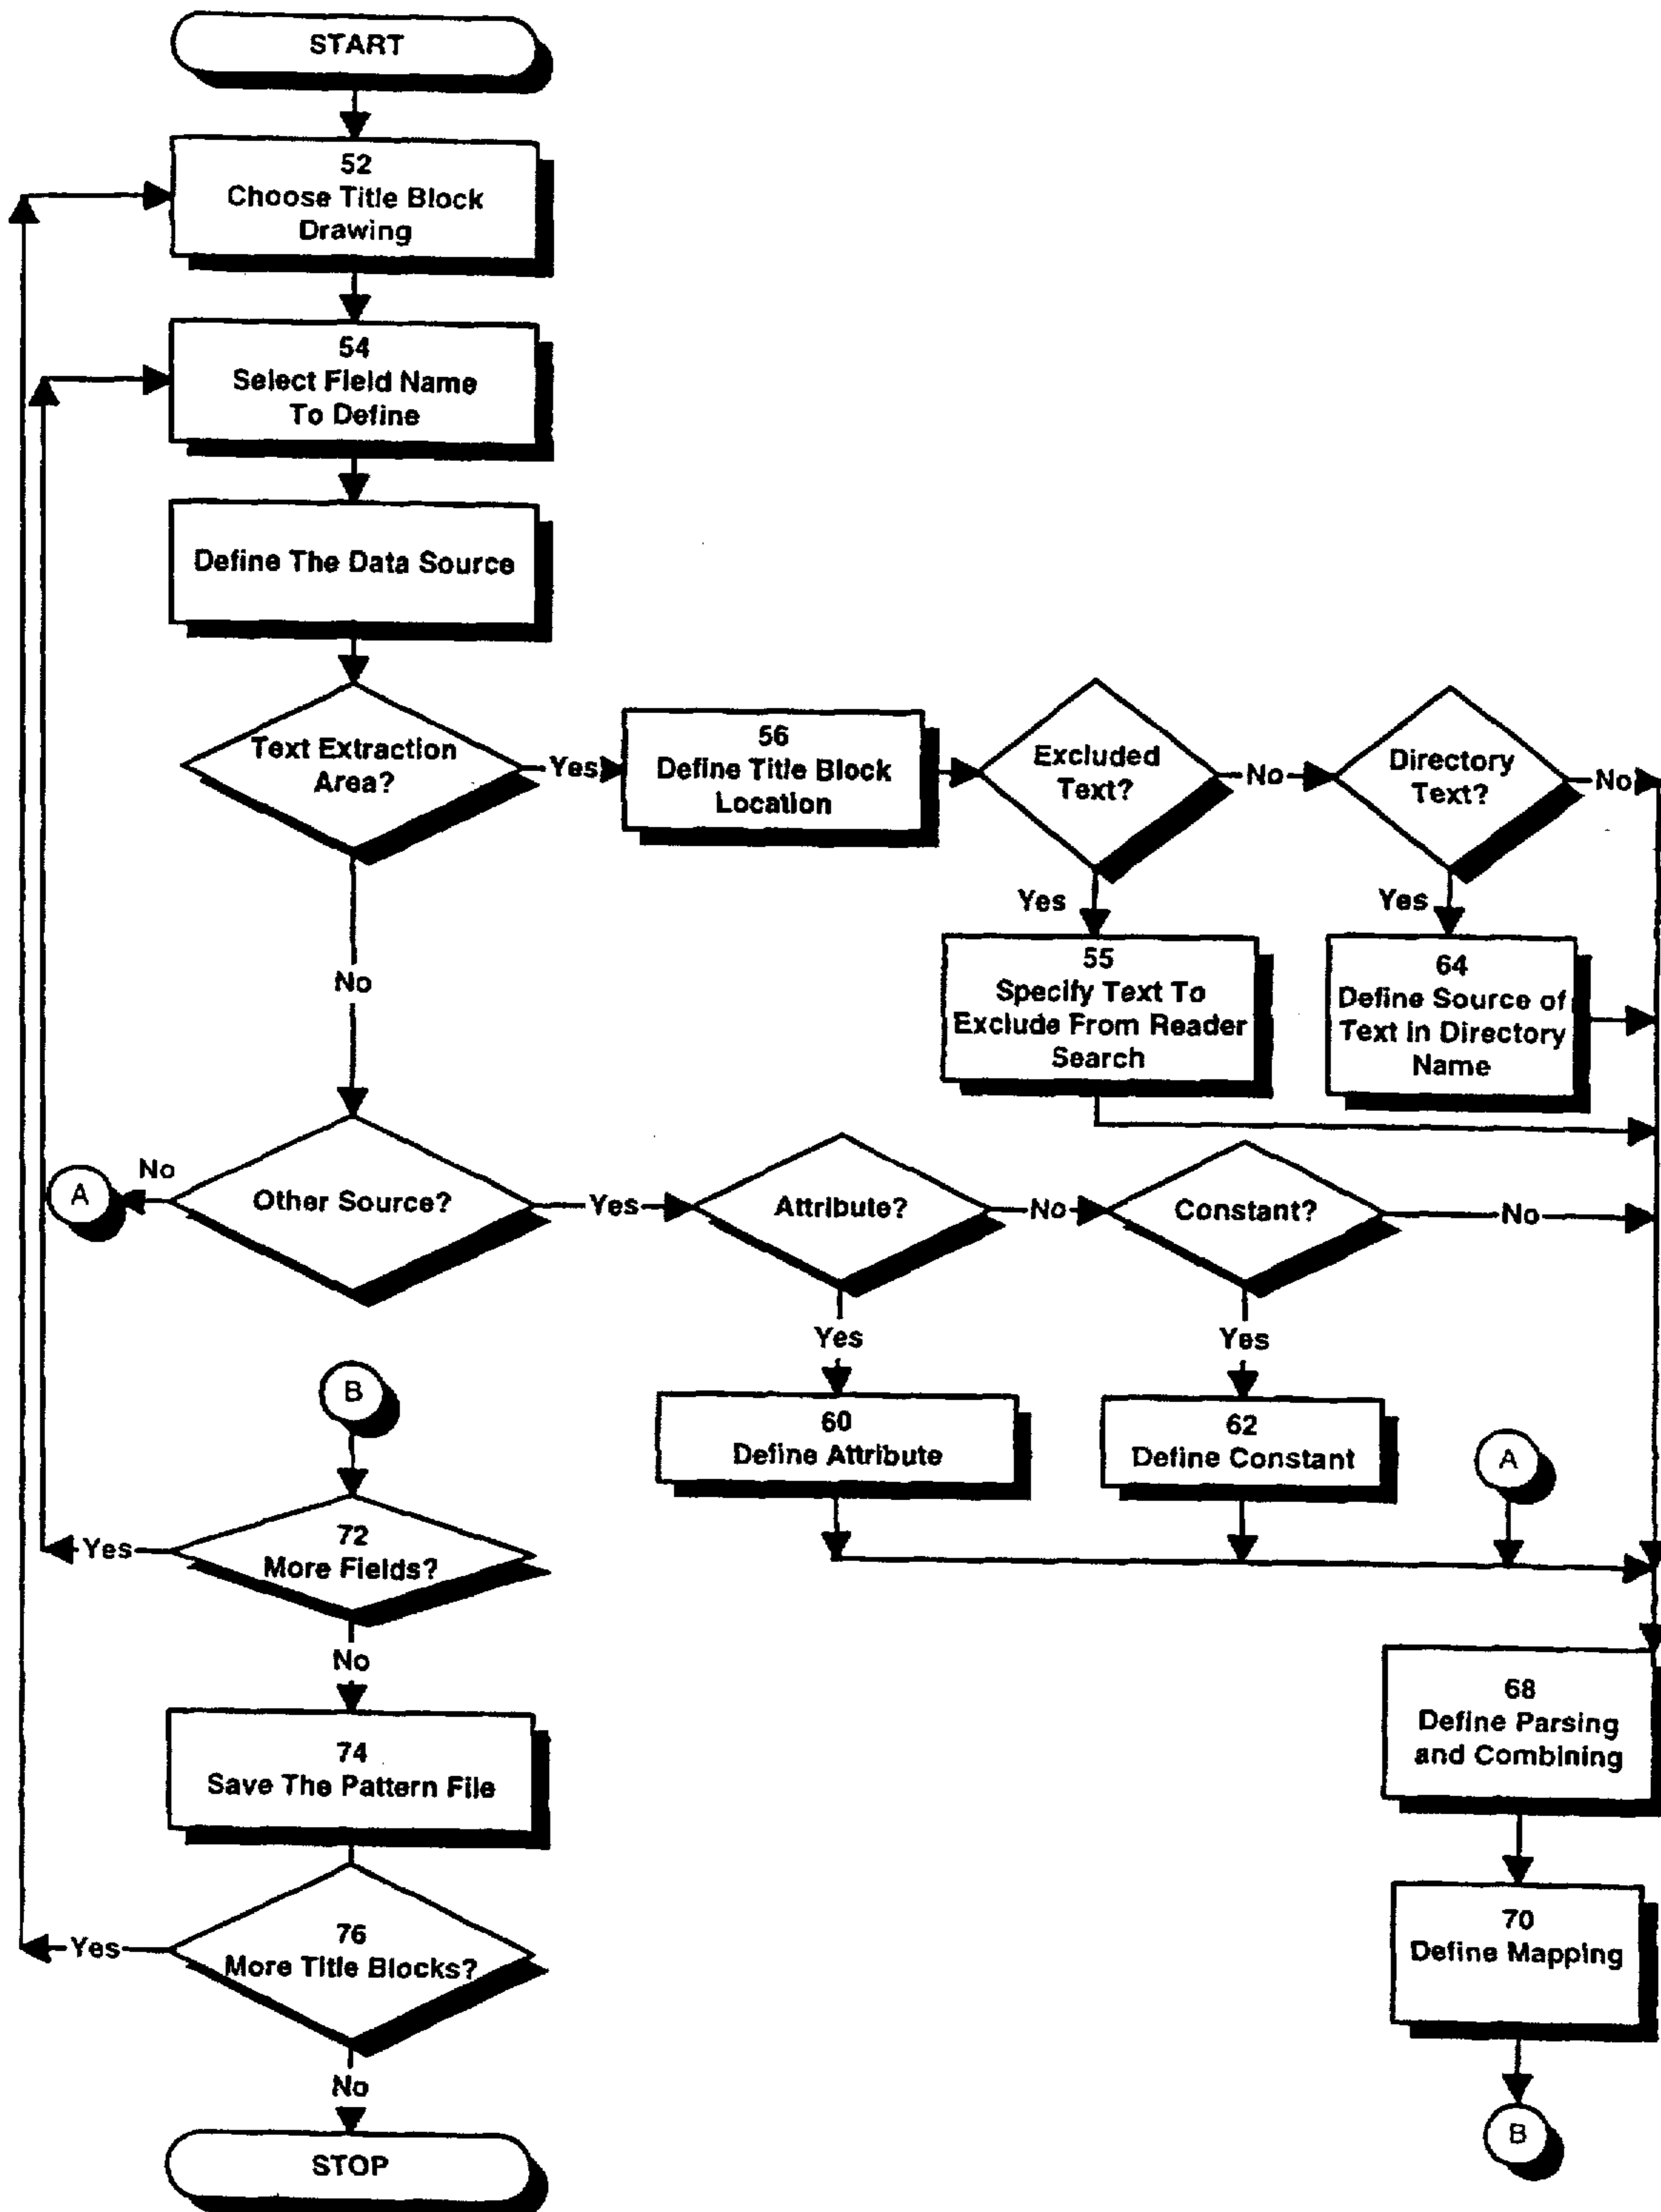 START
52
Choose Title Block
Drawing
54
Select Field Name
To Define
Define The Data Source
Text Extraction
Area?
Yes
56
Define Title Block
Location
Excluded
Text?
No
Directory
Text?
No
Yes
55
Specify Text To
Exclude From Reader
Search
Yes
64
Define Source of
Text in Directory
Name
No
A
No
Other Source?
Yes
Attribute?
No
Constant?
No
Yes
60
Define Attribute
Yes
62
Define Constant
A
B
72
More Fields?
Yes
No
74
Save The Pattern File
76
More Title Blocks?
Yes
No
STOP
68
Define Parsing
and Combining
70
Define Mapping
B